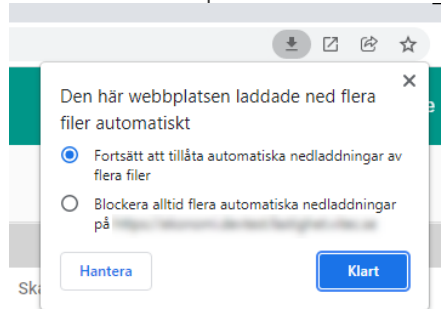 Den här webbplatsen laddade ned flera
filer automatiskt
Fortsätt att tillåta automatiska nedladdningar av
flera filer
Blockera alltid flera automatiska nedladdningar
på
Hantera
Klart
Ska
e